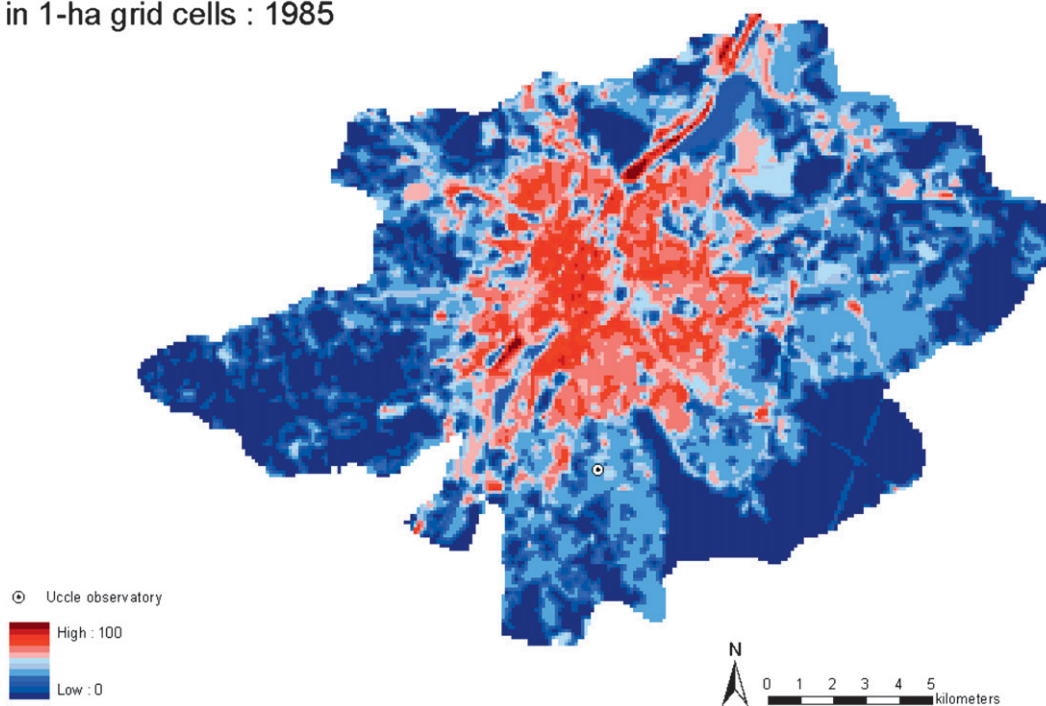 in 1-ha grid cells : 1985
Uccle observatory
High : 100
Low : 0
N
0 1 2 3 4 5
kilometers